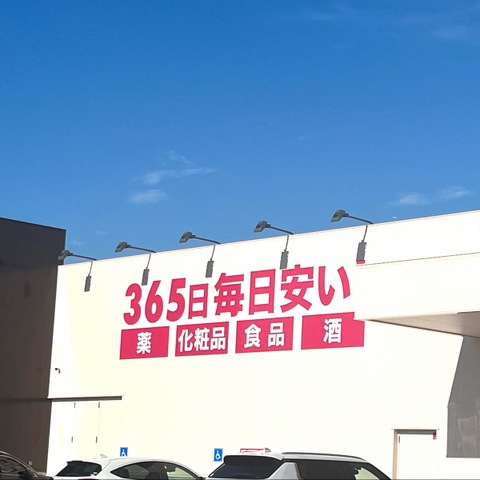 365日毎日安い
薬 化粧品 食品 酒